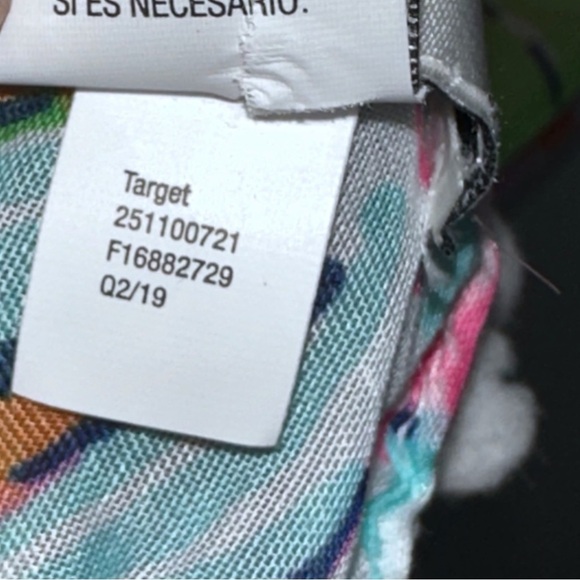 SI ES NECESARIO.
Target
251100721
F16882729
Q2/19